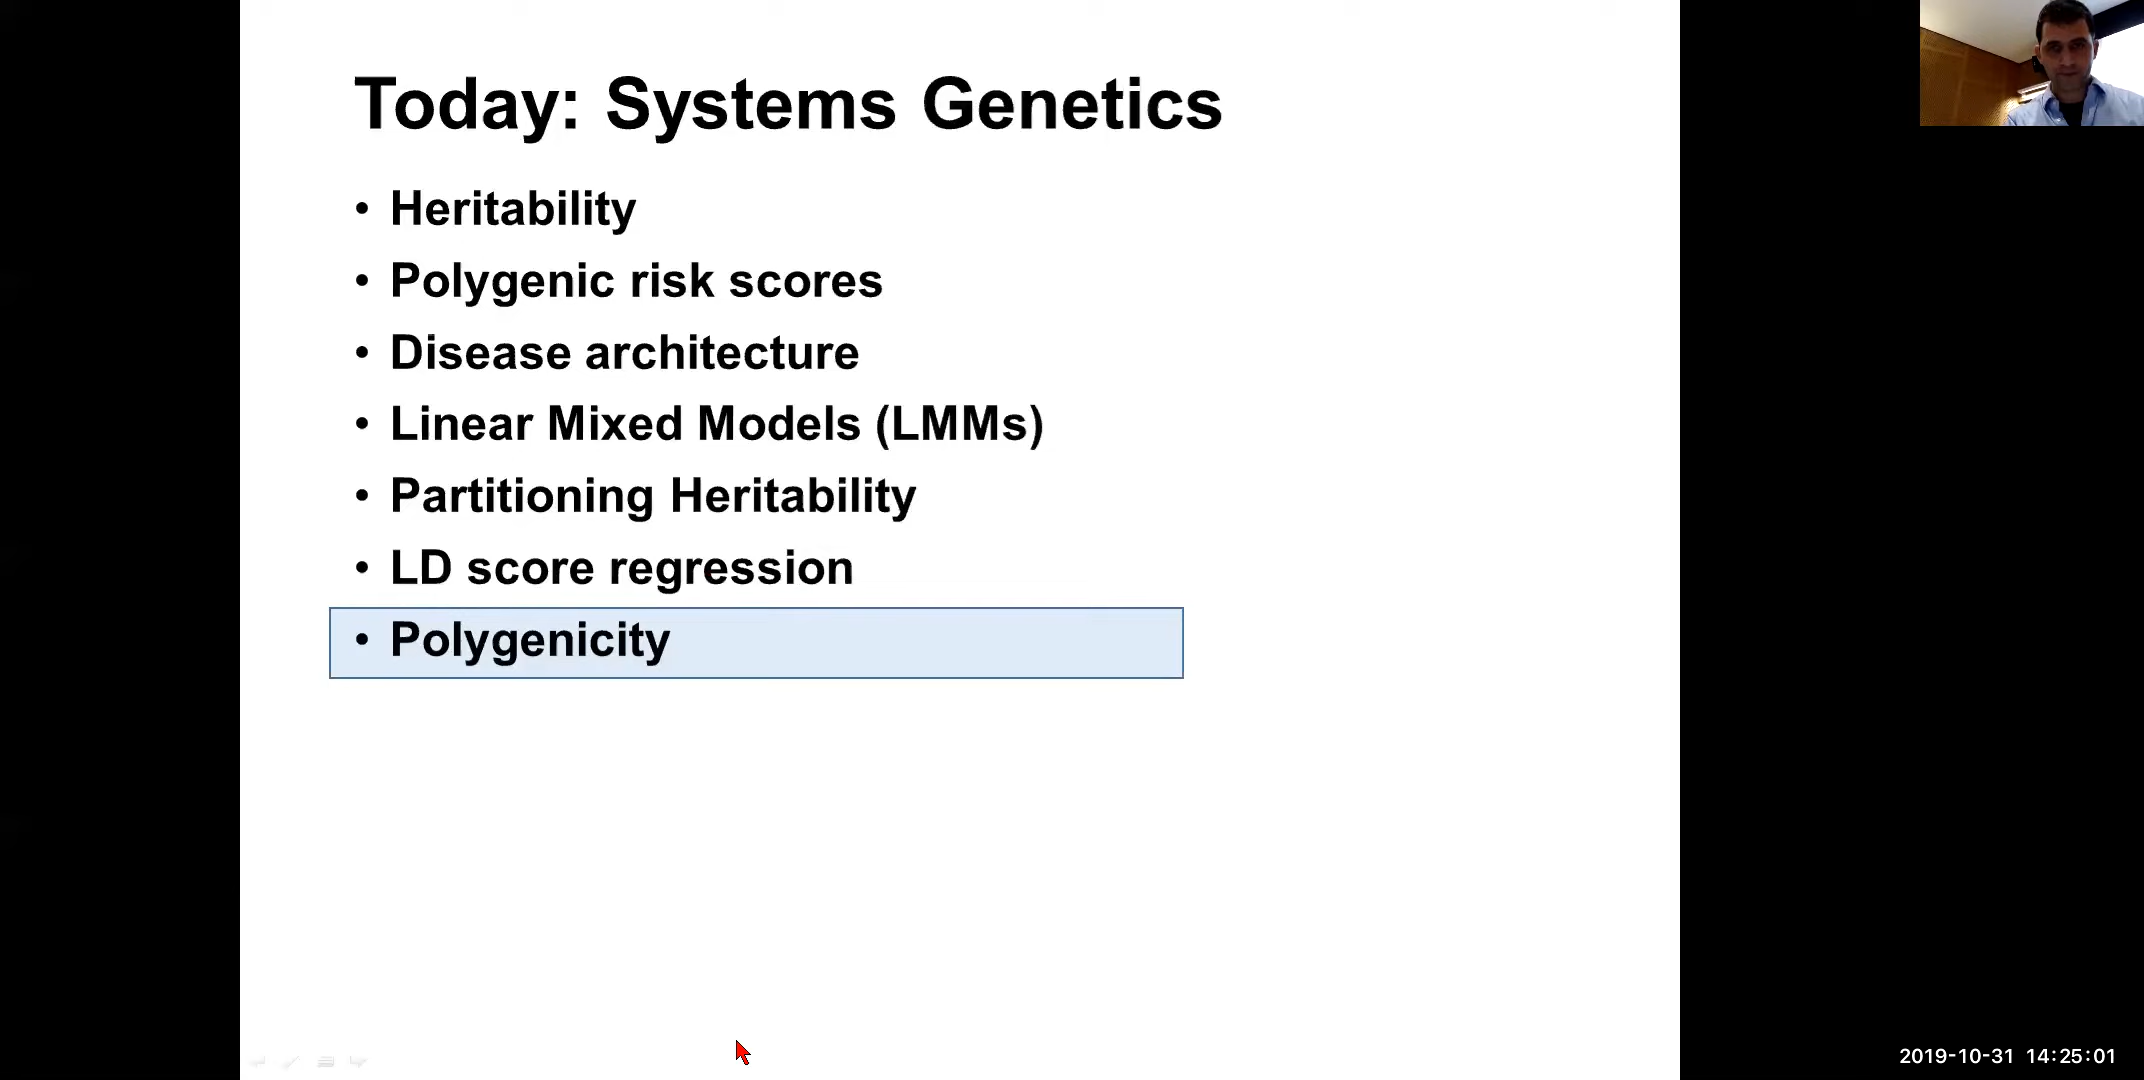 Today: Systems Genetics
• Heritability
• Polygenic risk scores
• Disease architecture
• Linear Mixed Models (LMMs)
• Partitioning Heritability
• LD score regression
• Polygenicity
2019-10-31 14:25:01